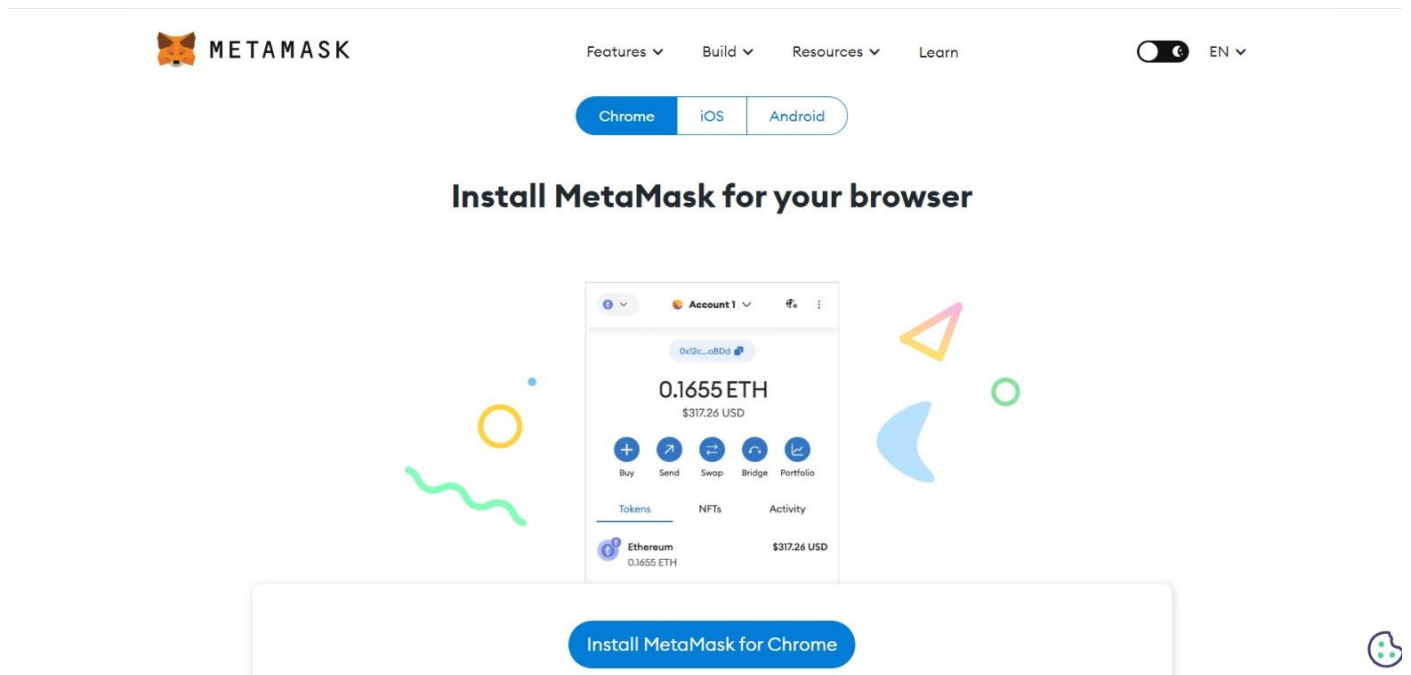 METAMASK
Features Build Resources Learn
EN
Chrome iOS Android
Install MetaMask for your browser
Account 1
0x12c...aBDd
0.1655 ETH
$317.26 USD
Buy Send Swap Bridge Portfolio
Tokens NFTs Activity
Ethereum $317.26 USD
0.1655 ETH
Install MetaMask for Chrome